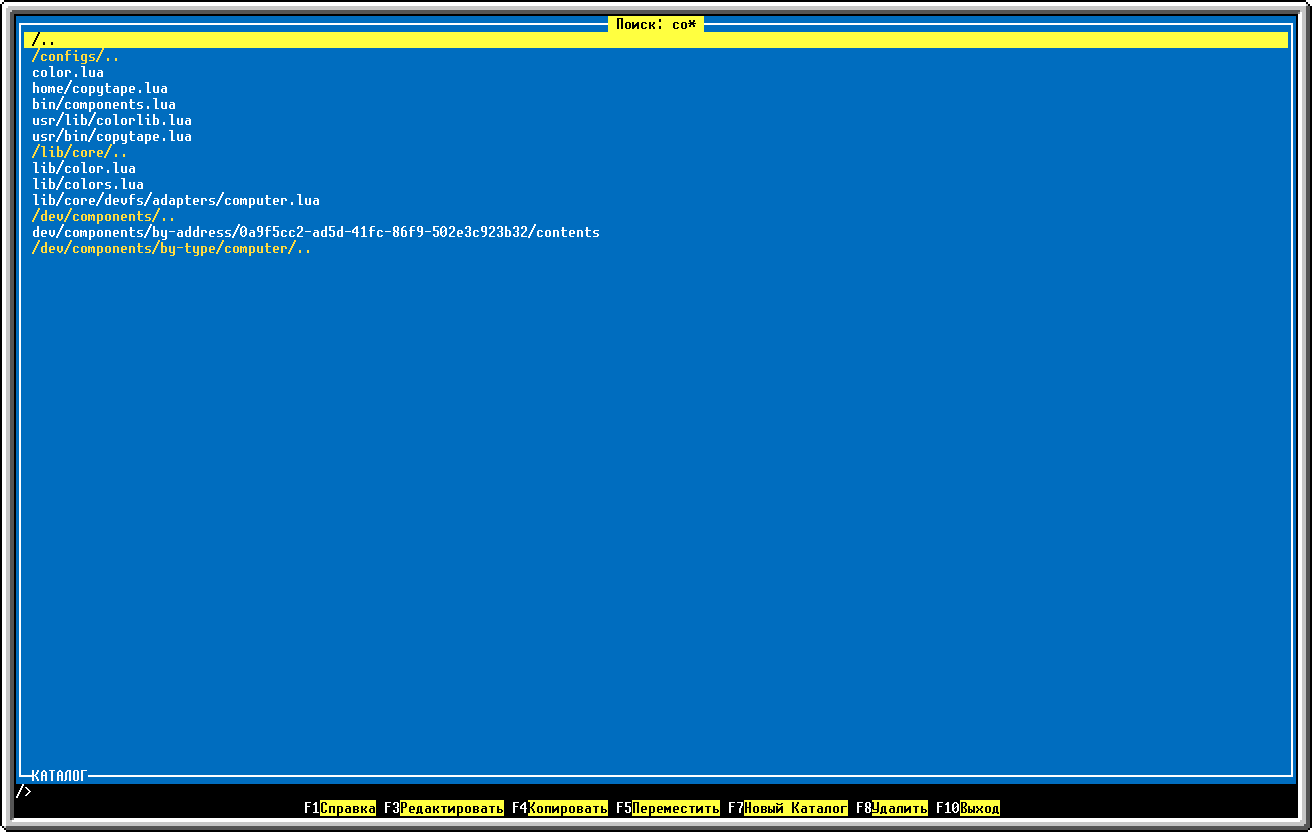 Поиск: co*
/..
/configs/..
color.lua
home/copytape.lua
bin/components.lua
usr/lib/colorlib.lua
usr/bin/copytape.lua
/lib/core/..
lib/color.lua
lib/colors.lua
lib/core/devfs/adapters/computer.lua
/dev/components/..
dev/components/by-address/0a9f5cc2-ad5d-41fc-86f9-502e3c923b32/contents
/dev/components/by-type/computer/..
КАТАЛОГ
/>
F1Справка F3Редактировать F4Копировать F5Переместить F7Новый Каталог F8Удалить F10Выход